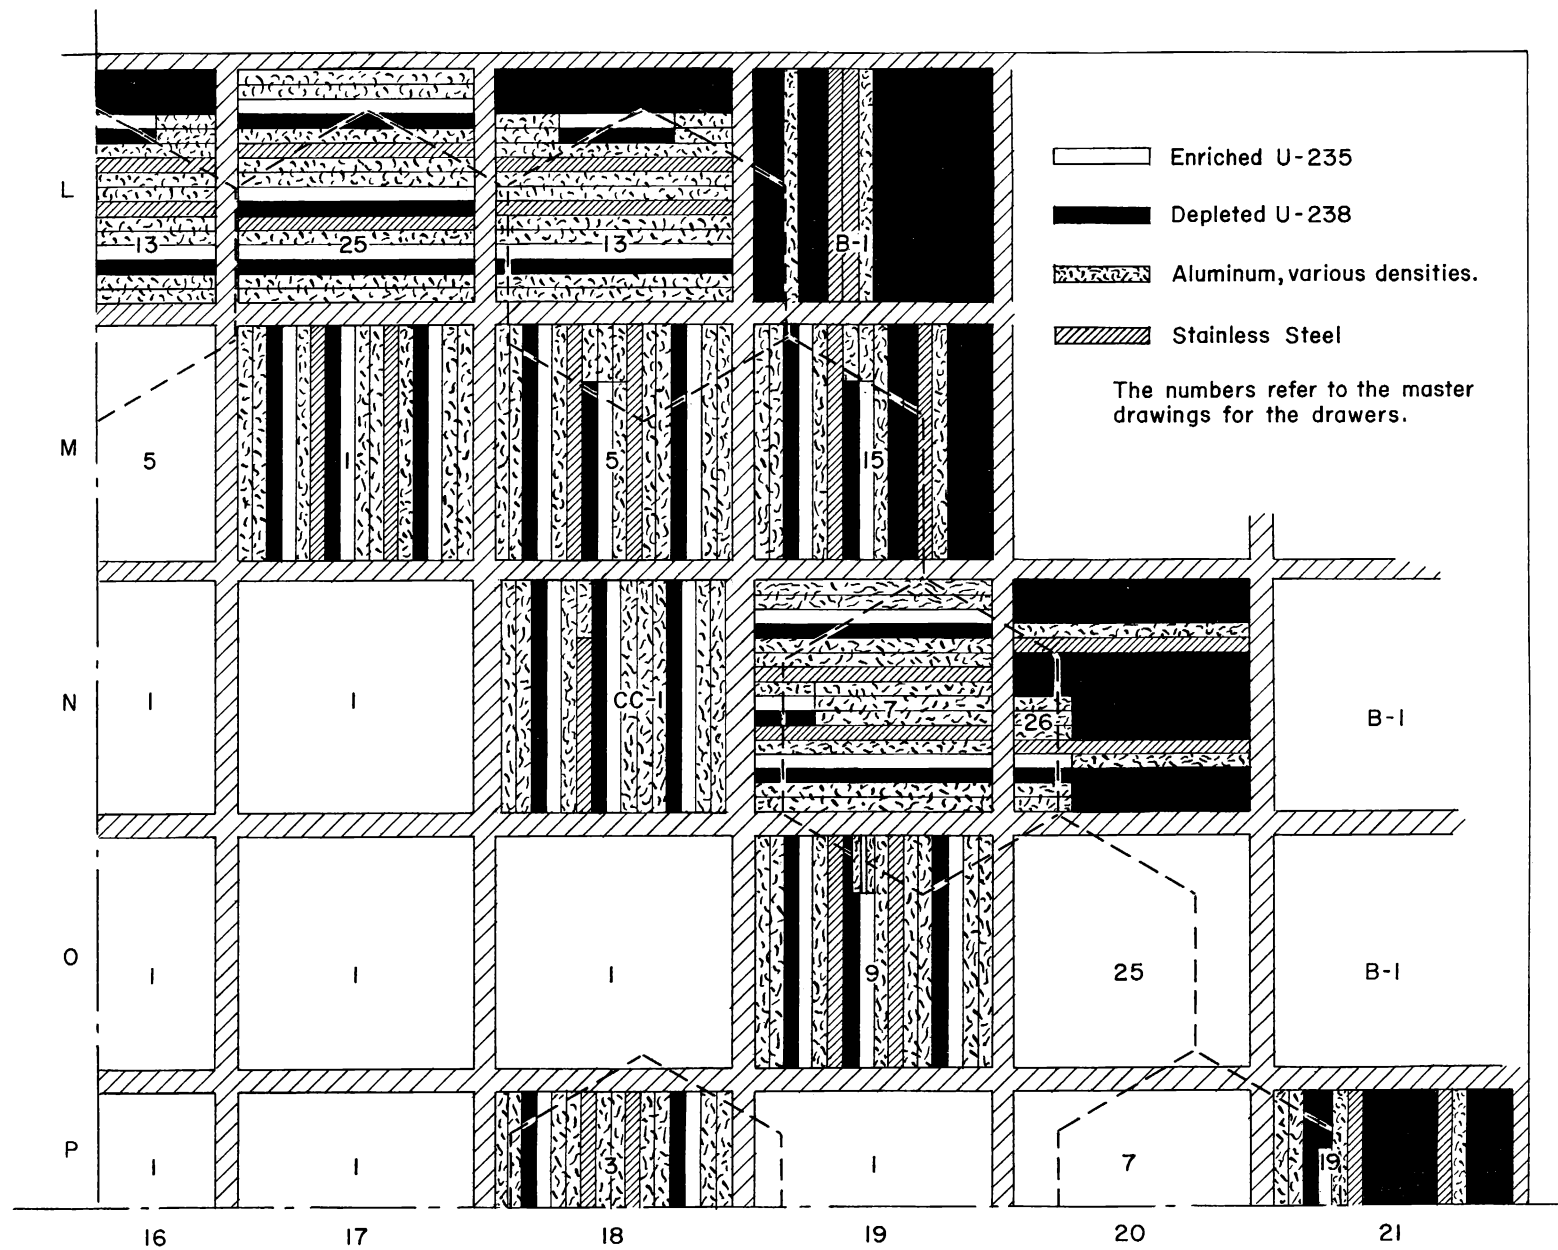 Enriched U-235
L
Depleted U-238
13
25
13
B-1
Aluminum, various densities.
Stainless Steel
The numbers refer to the master
drawings for the drawers.
M
5
1
5
15
N
1
1
CC-1
7
26
B-1
O
1
1
1
9
25
B-1
P
1
1
3
1
7
19
16
17
18
19
20
21